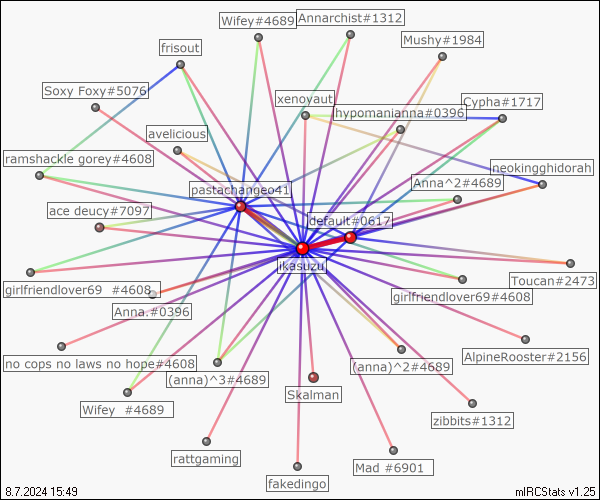 Wifey#4689
Annarchist#1312
frisout
Mushy#1984
Soxy Foxy#5076
xenoyaut
Cypha#1717
hypomanianna#0396
avelicious
ramshackle gorey#4608
neokingghidorah
pastachangeo41
Anna^2#4689
ace deucy#7097
default#0617
ikasuzu
Toucan#2473
girlfriendlover69 #4608
girlfriendlover69#4608
Anna.#0396
no cops no laws no hope#4608
AlpineRooster#2156
(anna)^3#4689
(anna)^2#4689
Skalman
Wifey #4689
zibbits#1312
rattgaming
Mad #6901
fakedingo
8.7.2024 15:49
mIRCStats v1.25